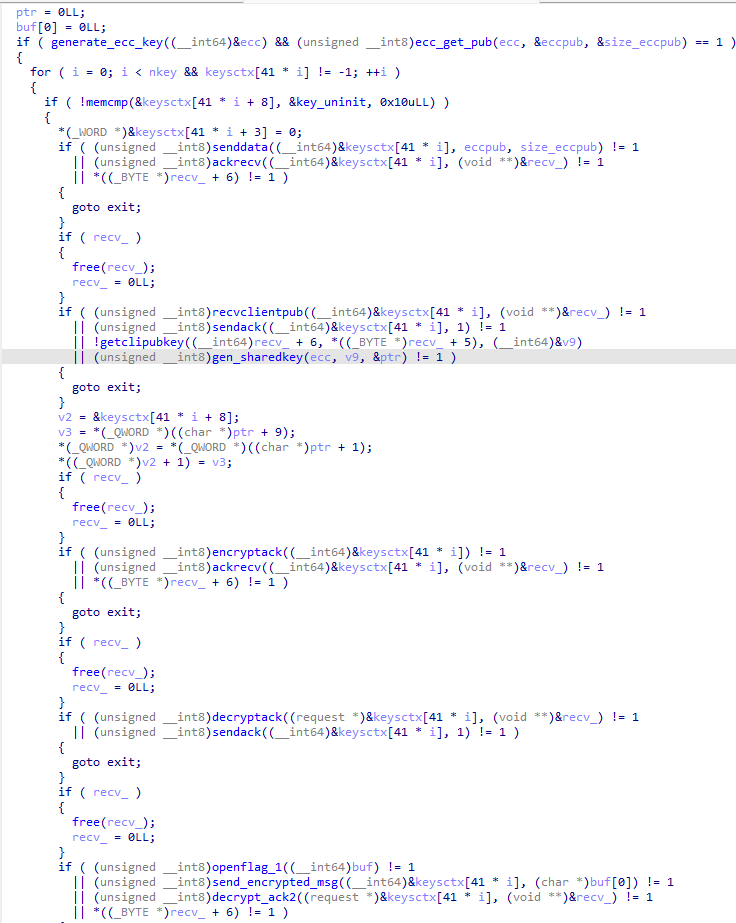 ptr = 0LL;
buf[0] = 0LL;
if ( generate_ecc_key((__int64)&ecc) && (unsigned __int8)ecc_get_pub(ecc, &eccpub, &size_eccpub) == 1 )
{
for ( i = 0; i < nkey && keysctx[41 * i] != -1; ++i )
{
if ( !memcmp(&keysctx[41 * i + 8], &key_uninit, 0x10uLL) )
{
*(_WORD *)&keysctx[41 * i + 3] = 0;
if ( (unsigned __int8)senddata((__int64)&keysctx[41 * i], eccpub, size_eccpub) != 1
|| (unsigned __int8)ackrecv((__int64)&keysctx[41 * i], (void **)&recv_) != 1
|| *((_BYTE *)recv_ + 6) != 1 )
{
goto exit;
}
if ( recv_ )
{
free(recv_);
recv_ = 0LL;
}
if ( (unsigned __int8)recvclientpub((__int64)&keysctx[41 * i], (void **)&recv_) != 1
|| (unsigned __int8)sendack((__int64)&keysctx[41 * i], 1) != 1
|| !getclipubkey((__int64)recv_ + 6, *((_BYTE *)recv_ + 5), (__int64)&v9)
|| (unsigned __int8)gen_sharedkey(ecc, v9, &ptr) != 1 )
{
goto exit;
}
v2 = &keysctx[41 * i + 8];
v3 = *(_QWORD *)((char *)ptr + 9);
*(_QWORD *)v2 = *(_QWORD *)((char *)ptr + 1);
*((_QWORD *)v2 + 1) = v3;
if ( recv_ )
{
free(recv_);
recv_ = 0LL;
}
if ( (unsigned __int8)encryptack((__int64)&keysctx[41 * i]) != 1
|| (unsigned __int8)ackrecv((__int64)&keysctx[41 * i], (void **)&recv_) != 1
|| *((_BYTE *)recv_ + 6) != 1 )
{
goto exit;
}
if ( recv_ )
{
free(recv_);
recv_ = 0LL;
}
if ( (unsigned __int8)decryptack((request *)&keysctx[41 * i], (void **)&recv_) != 1
|| (unsigned __int8)sendack((__int64)&keysctx[41 * i], 1) != 1 )
{
goto exit;
}
if ( recv_ )
{
free(recv_);
recv_ = 0LL;
}
if ( (unsigned __int8)openflag_1((__int64)buf) != 1
|| (unsigned __int8)send_encrypted_msg((__int64)&keysctx[41 * i], (char *)buf[0]) != 1
|| (unsigned __int8)decrypt_ack2((request *)&keysctx[41 * i], (void **)&recv_) != 1
|| *((_BYTE *)recv_ + 6) != 1 )